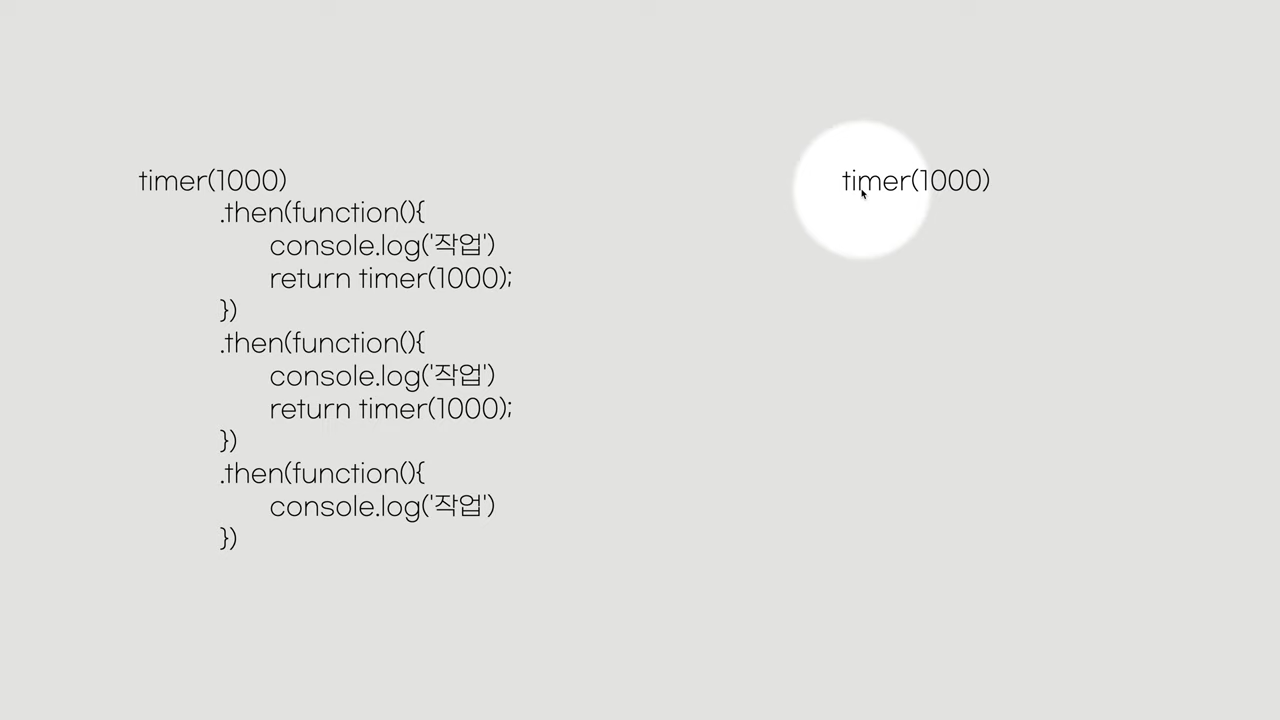 timer(1000)
.then(function(){
console.log('작업')
return timer(1000);
})
.then(function(){
console.log('작업')
return timer(1000);
})
.then(function(){
console.log('작업')
})
timer(1000)